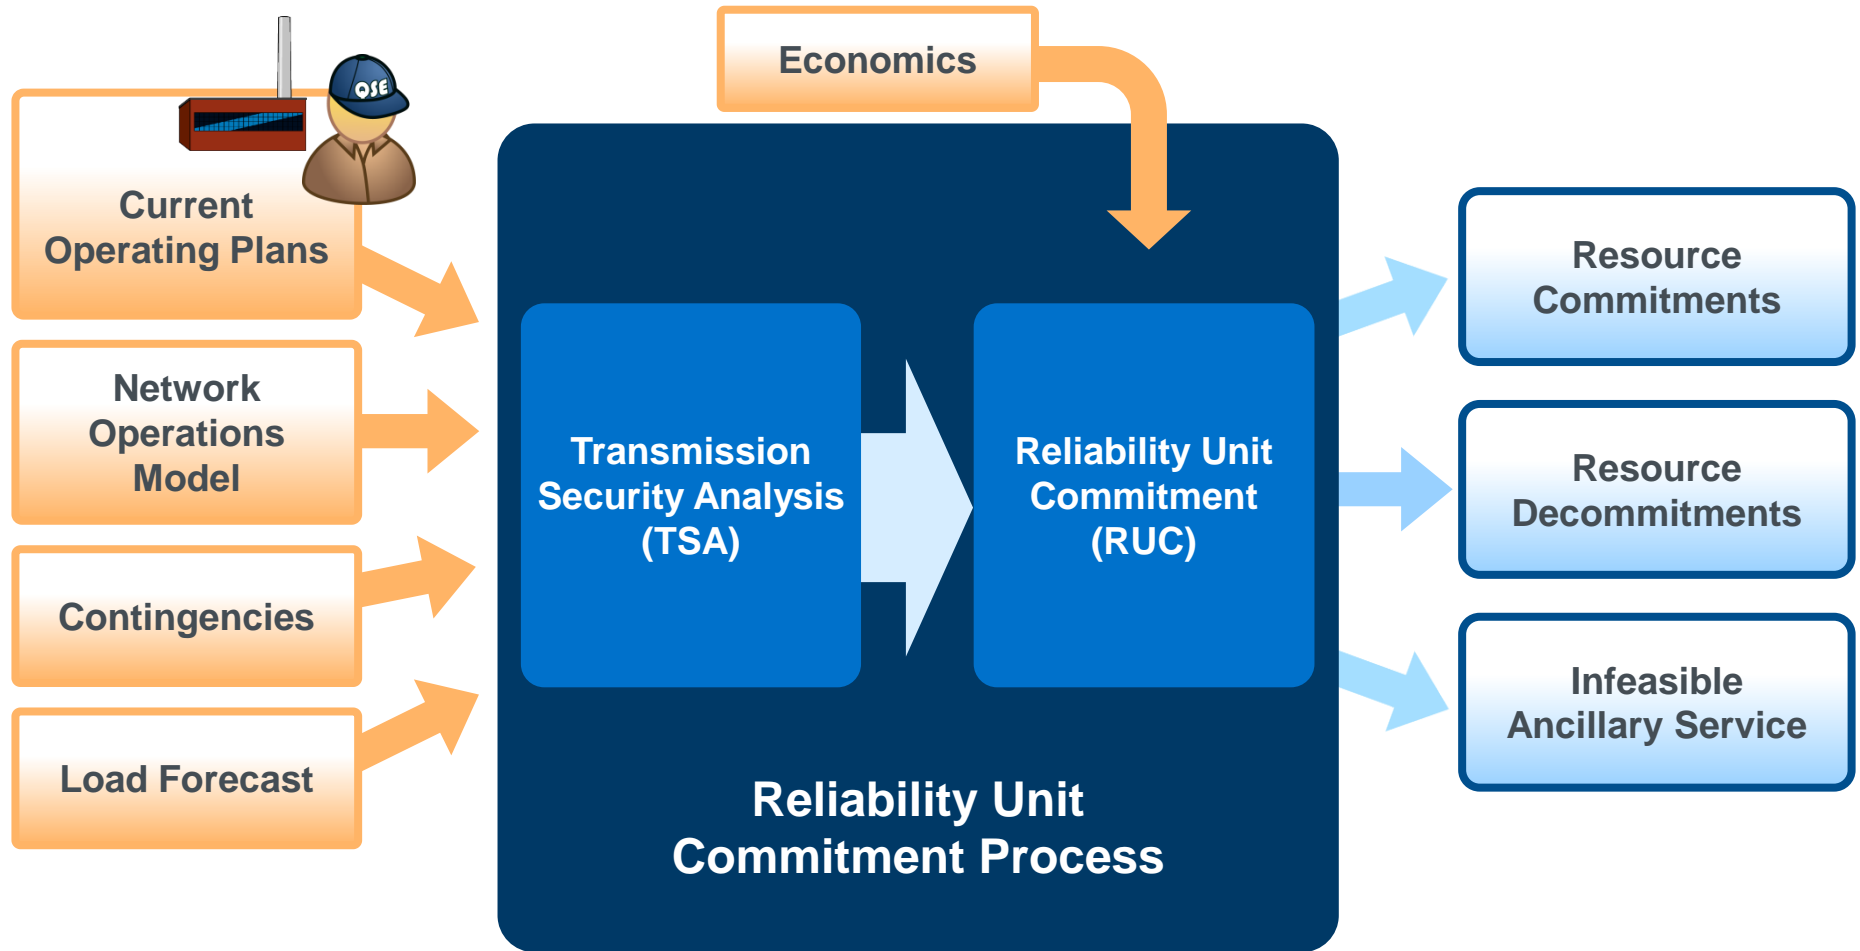 Economics
QSE
Current
Operating Plans
Network
Operations
Model
Contingencies
Load Forecast
Transmission
Security Analysis
(TSA)
Reliability Unit
Commitment
(RUC)
Reliability Unit
Commitment Process
Resource
Commitments
Resource
Decommitments
Infeasible
Ancillary Service